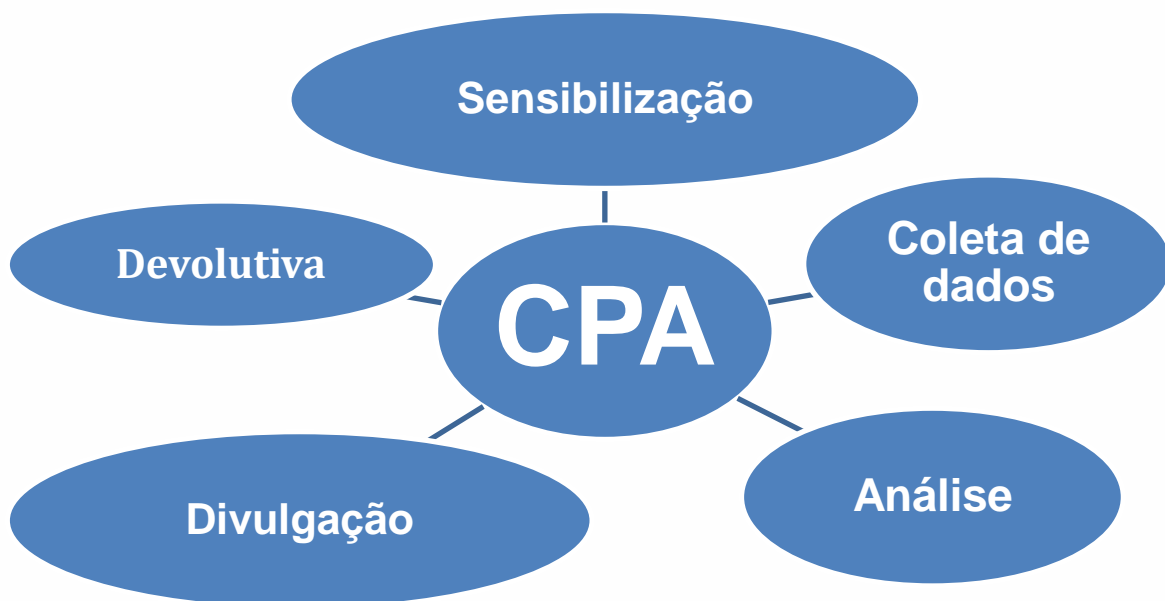 Sensibilização
Coleta de
dados
Devolutiva
CPA
Análise
Divulgação